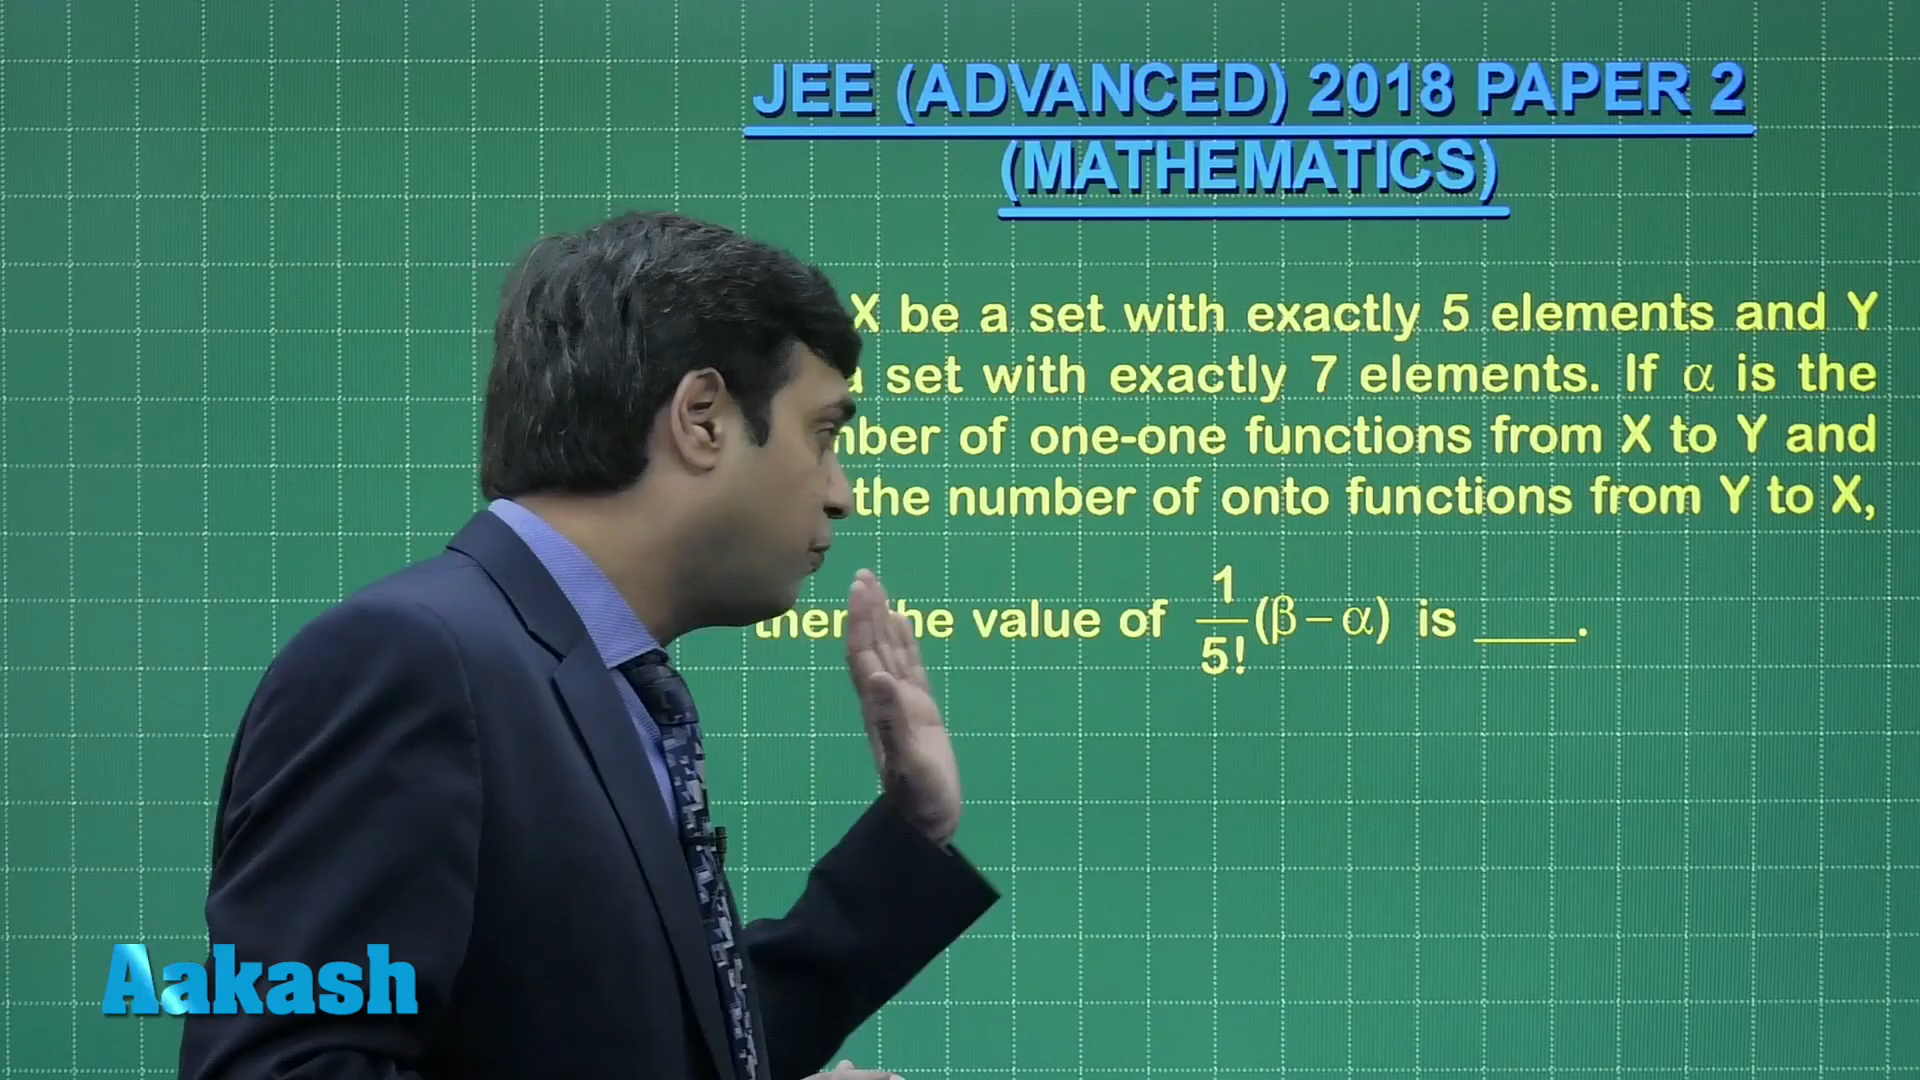 JEE (ADVANCED) 2018 PAPER 2
(MATHEMATICS)
X be a set with exactly 5 elements and Y
a set with exactly 7 elements. If α is the
mber of one-one functions from X to Y and
the number of onto functions from Y to X,
then the value of 1/5! (β – α) is ____.
Aakash